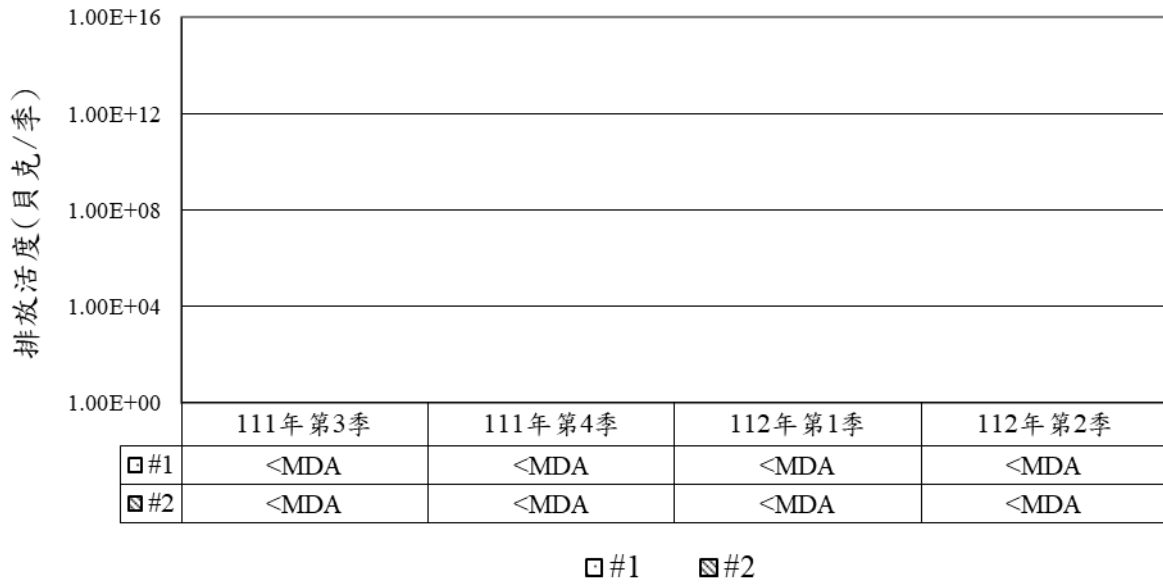 1.00E+16
1.00E+12
1.00E+08
1.00E+04
1.00E+00
排放活度(貝克/季)
111年第3季 111年第4季 112年第1季 112年第2季
#1 <MDA <MDA <MDA <MDA
#2 <MDA <MDA <MDA <MDA
#1 #2